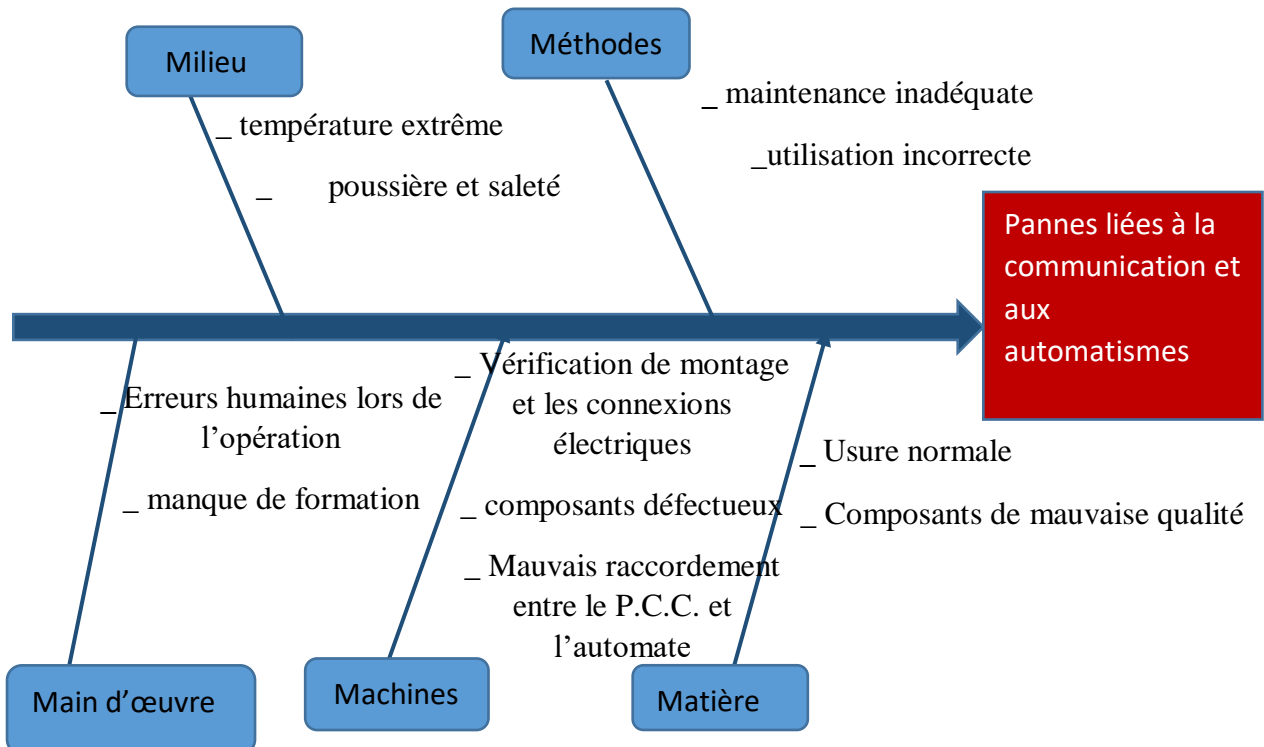 Milieu
Méthodes
_ température extrême
_ poussière et saleté
_ maintenance inadéquate
_utilisation incorrecte
Pannes liées à la
communication et
aux
automatismes
_ Erreurs humaines lors de
l’opération
_ manque de formation
_ Vérification de montage
et les connexions
électriques
_ composants défectueux
_ Mauvais raccordement
entre le P.C.C. et
l’automate
_ Usure normale
_ Composants de mauvaise qualité
Main d’œuvre
Machines
Matière